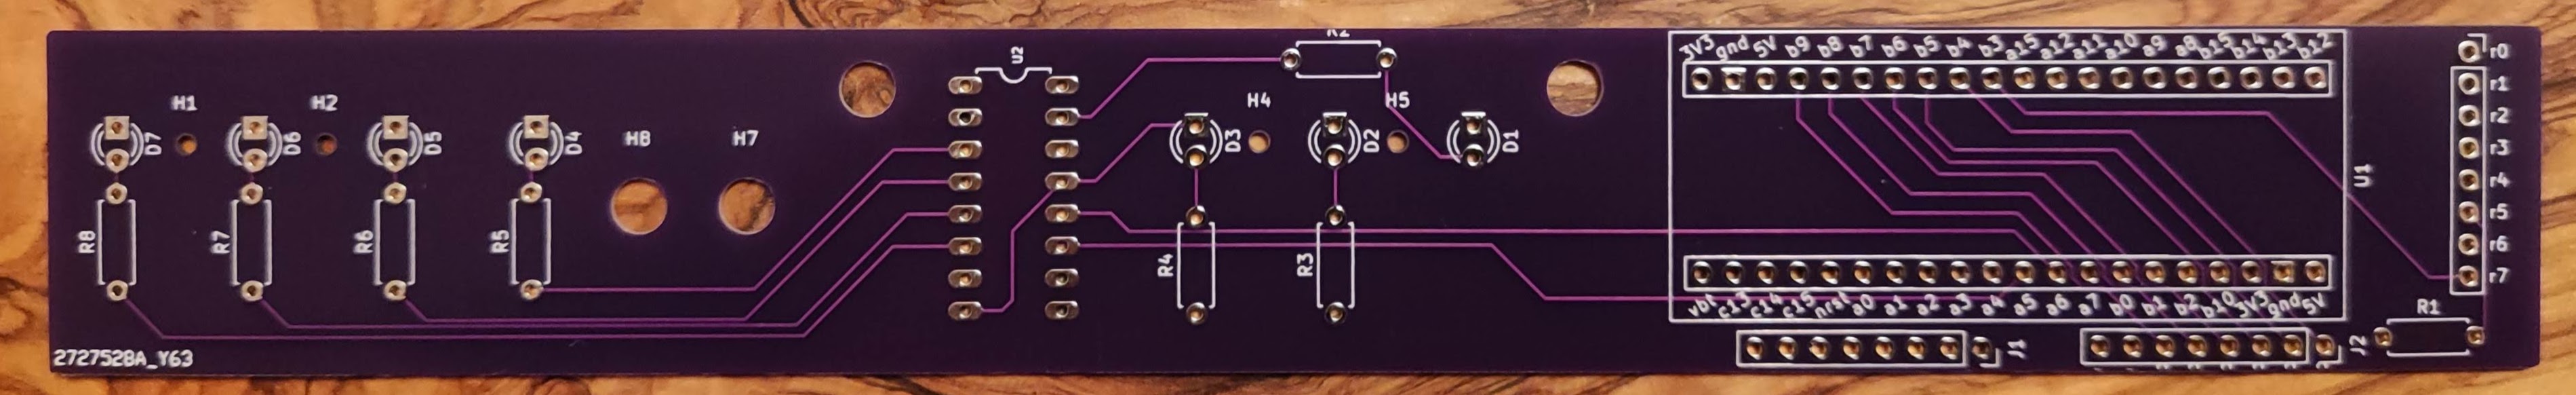 3V3 gnd 5V b9 b8 b7 b6 b5 b4 b3 a15 a12 a11 a10 a9 a8 b15 b14 b13 b12
r0
r1
r2
r3
r4
r5
r6
r7
U2
H1
H2
H4
H5
D7
D6
D5
D4
H8
H7
D3
D2
D1
U1
R8
R7
R6
R5
R4
R3
vbt c13 c14 c15 nrst a0 a1 a2 a3 a4 a5 a6 a7 b0 b1 b2 b10 3V3 gnd 5V
R1
J1
J2
2727528A_Y63